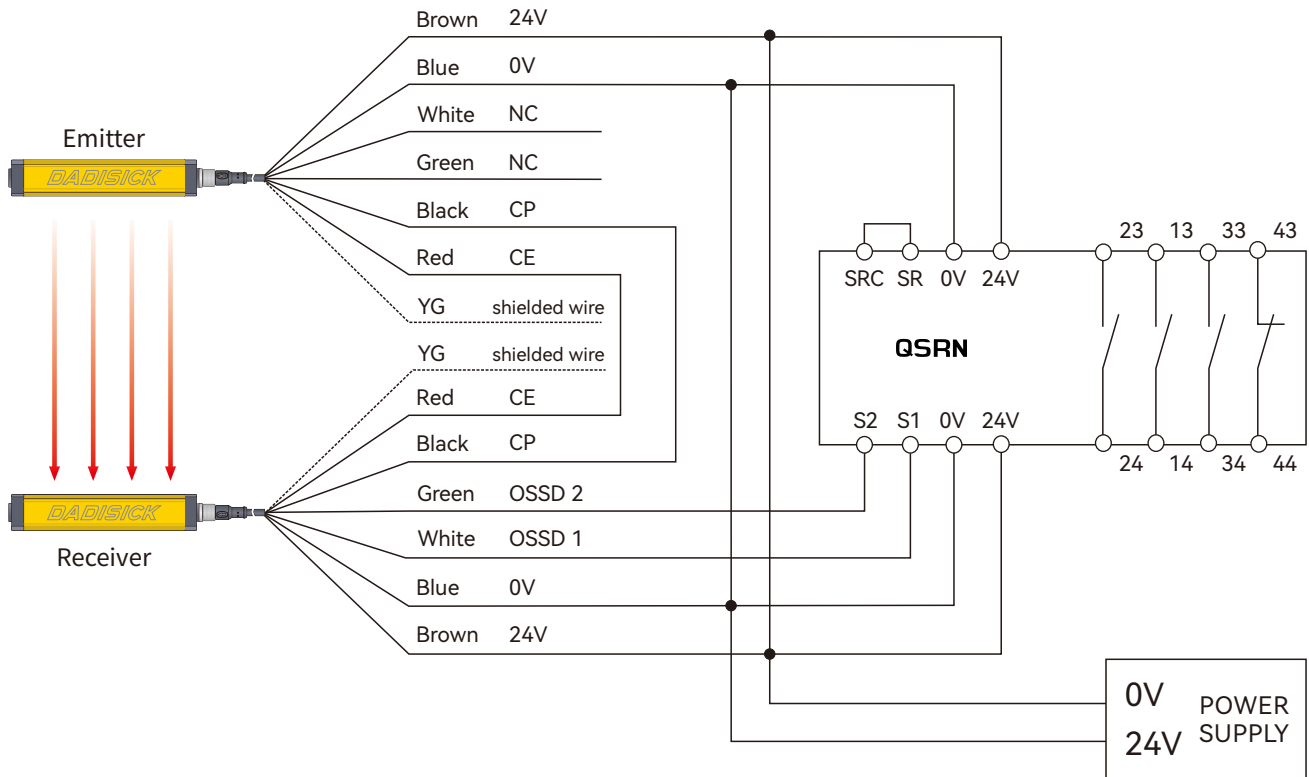 Brown 24V
Blue 0V
White NC
Emitter
Green NC
DADISICK
Black CP
Red CE
YG shielded wire
YG shielded wire
Red CE
Black CP
Green OSSD 2
DADISICK
White OSSD 1
Receiver
Blue 0V
Brown 24V
23 13 33 43
SRC SR 0V 24V
QSRN
S2 S1 0V 24V
24 14 34 44
0V
24V
POWER
SUPPLY